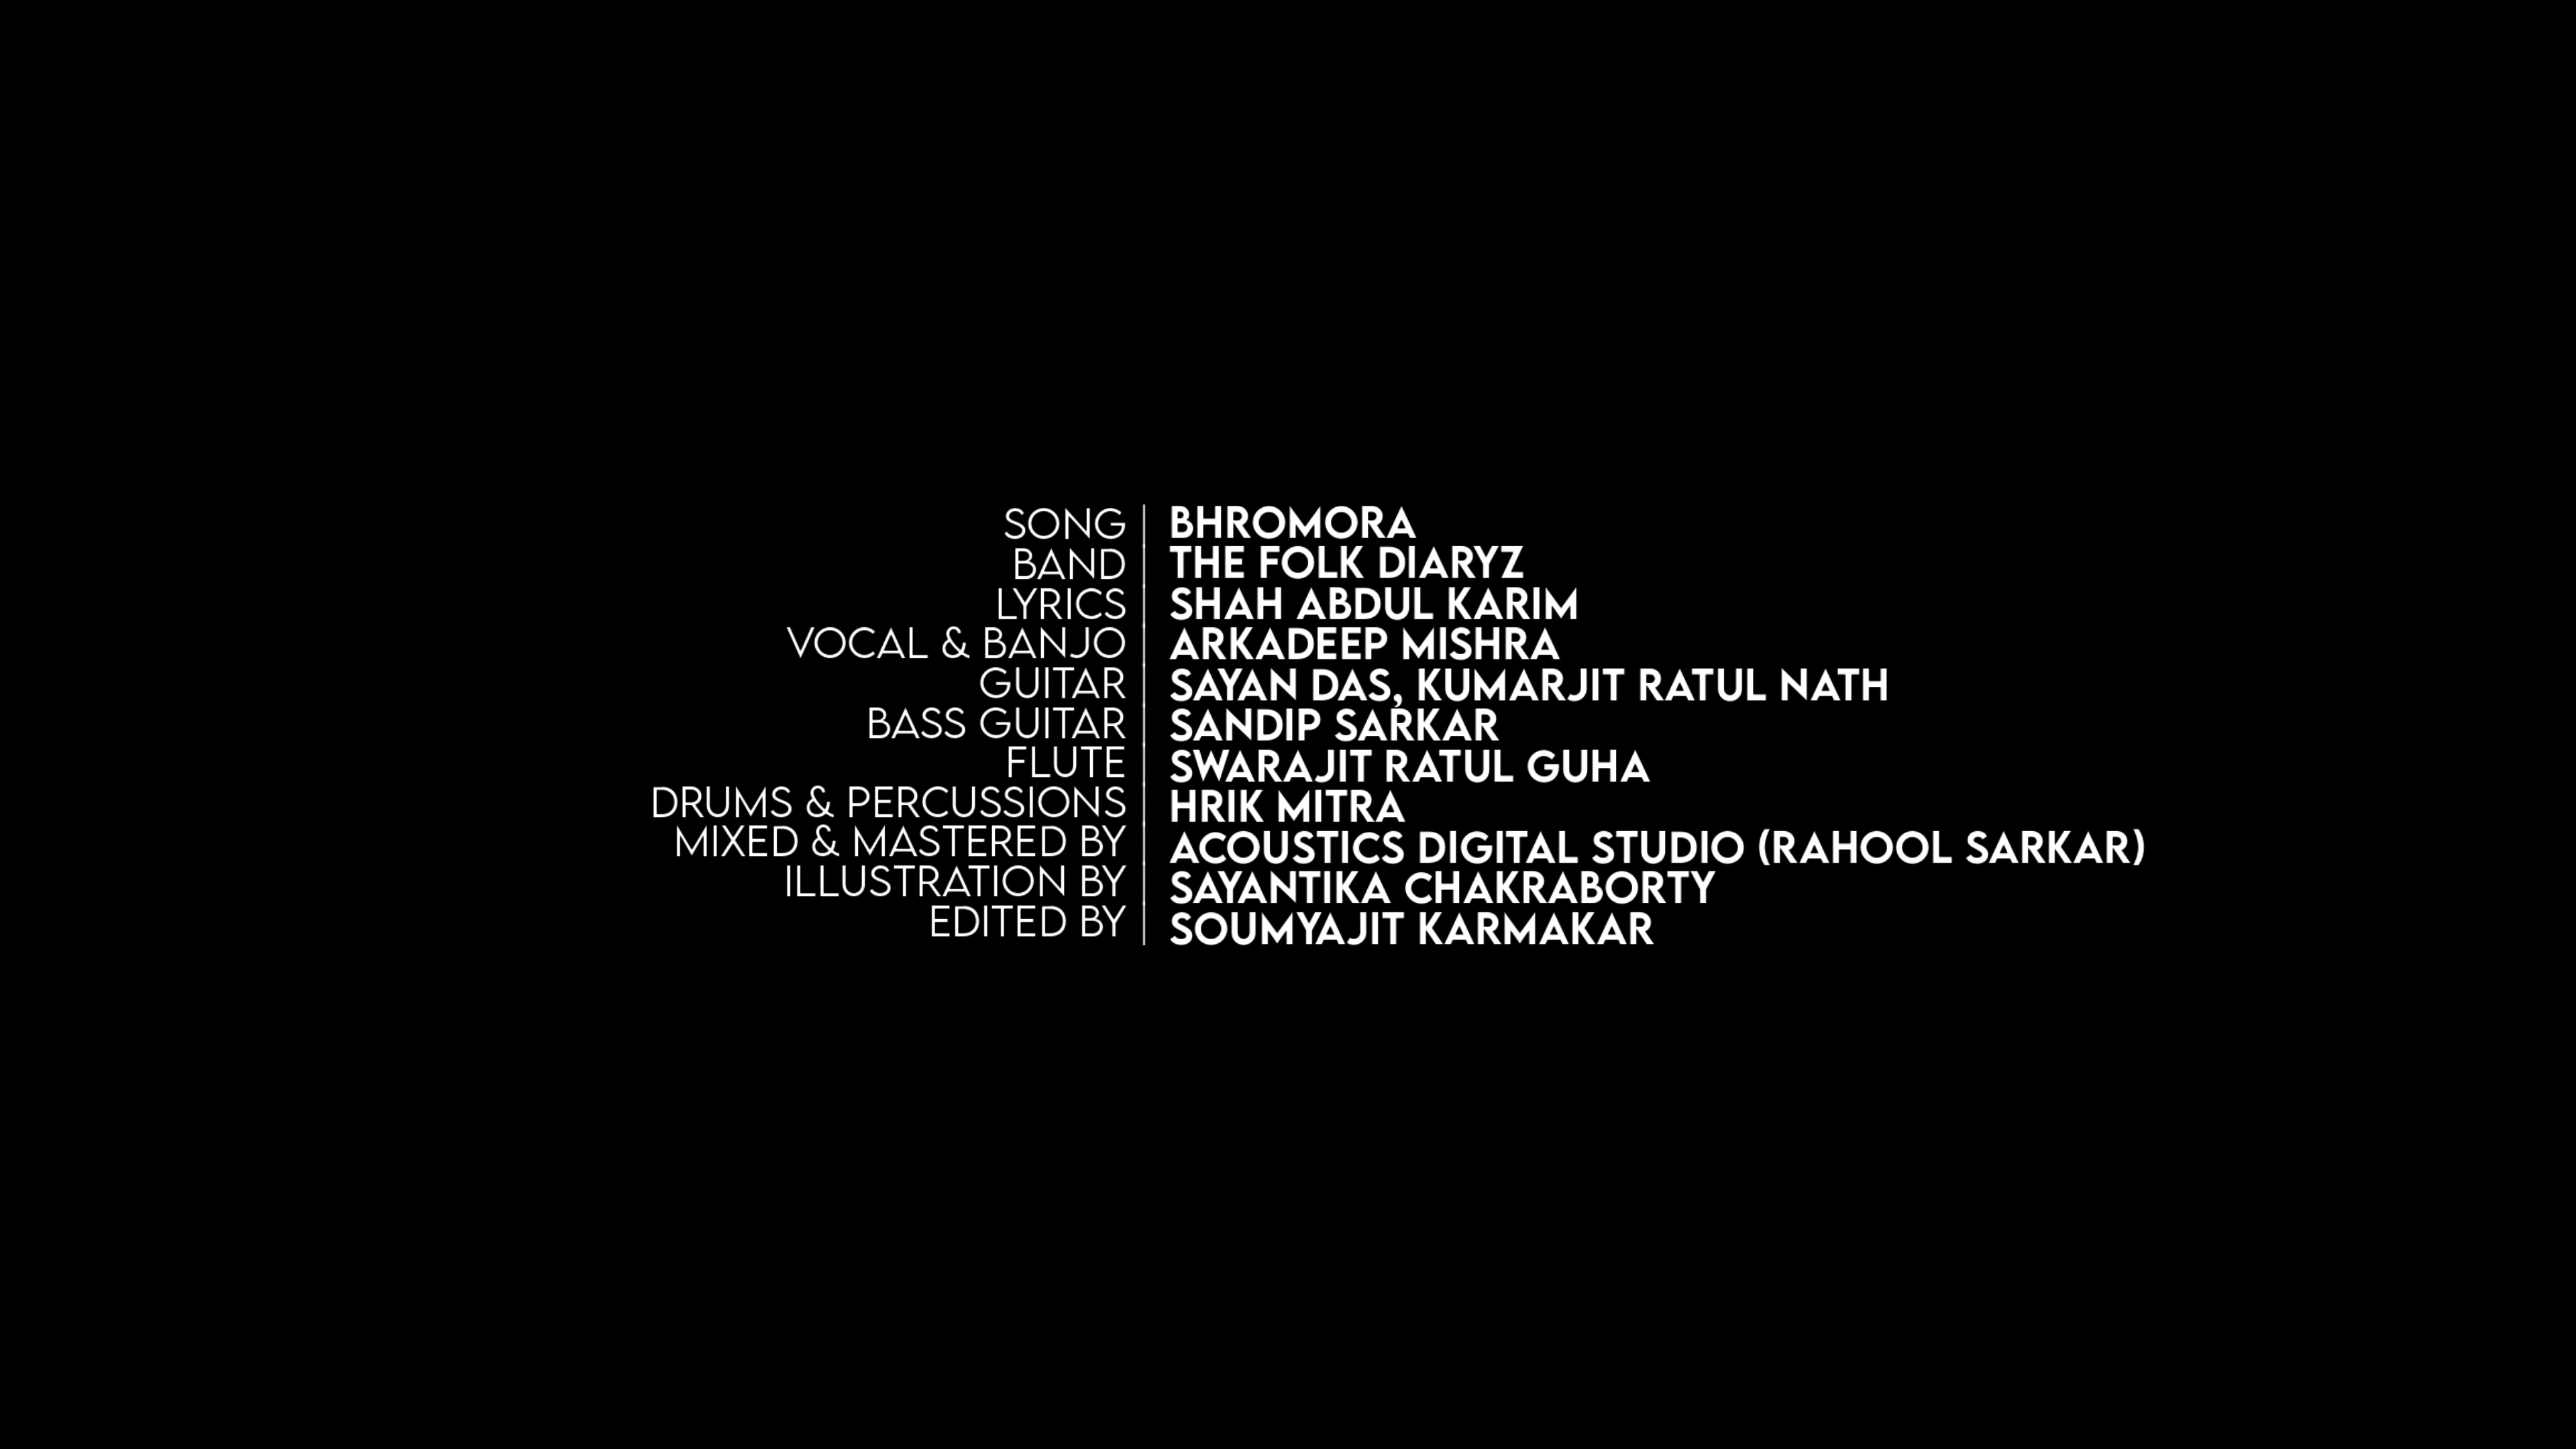 SONG | BHROMORA
BAND | THE FOLK DIARYZ
LYRICS | SHAH ABDUL KARIM
VOCAL & BANJO | ARKADEEP MISHRA
GUITAR | SAYAN DAS, KUMARJIT RATUL NATH
BASS GUITAR | SANDIP SARKAR
FLUTE | SWARAJIT RATUL GUHA
DRUMS & PERCUSSIONS | HRIK MITRA
MIXED & MASTERED BY | ACOUSTICS DIGITAL STUDIO (RAHOOL SARKAR)
ILLUSTRATION BY | SAYANTIKA CHAKRABORTY
EDITED BY | SOUMYAJIT KARMAKAR